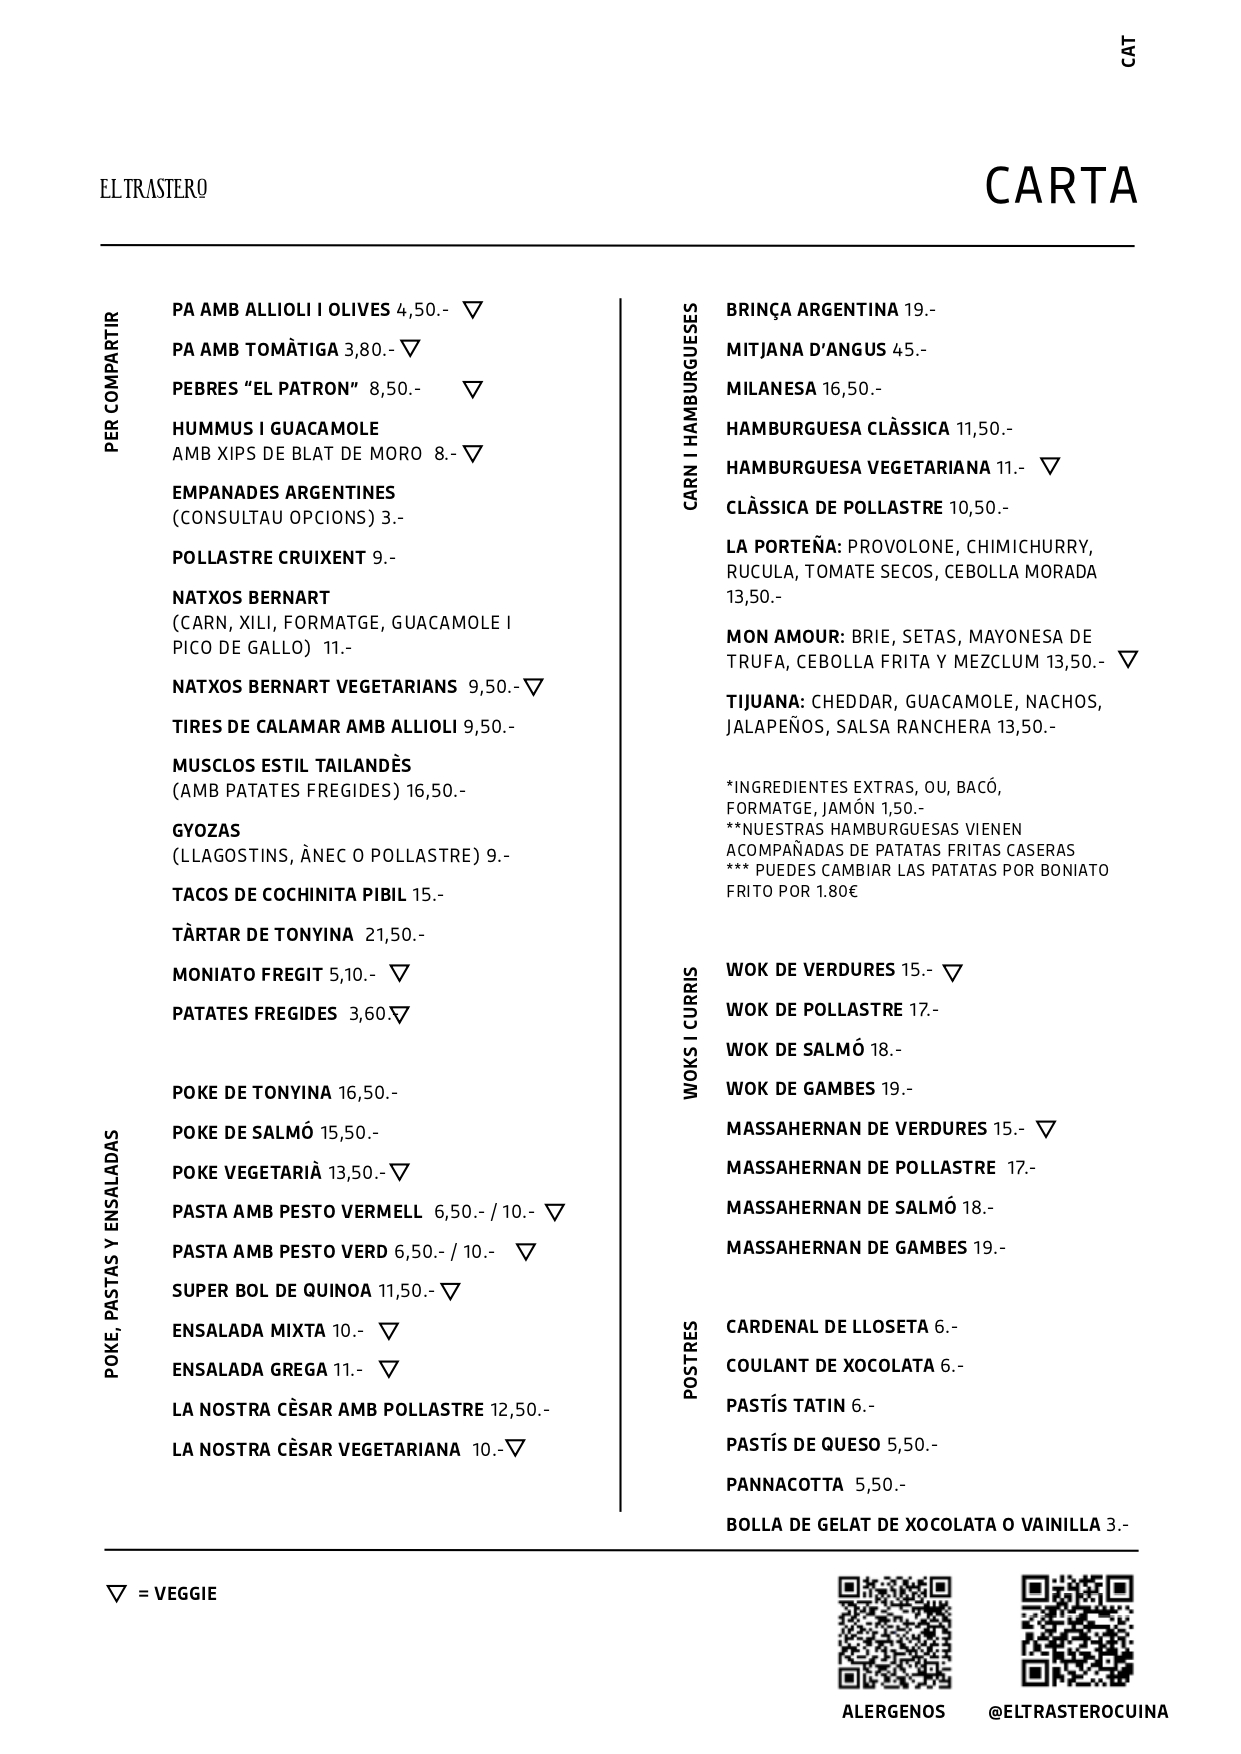 CAT
EL TRASTERO
CARTA
PER COMPARTIR
PA AMB ALLIOLI I OLIVES 4,50.- ▽
PA AMB TOMÀTIGA 3,80.- ▽
PEBRES “EL PATRON” 8,50.- ▽
HUMMUS I GUACAMOLE
AMB XIPS DE BLAT DE MORO 8.- ▽
EMPANADES ARGENTINES
(CONSULTAU OPCIONS) 3.-
POLLASTRE CRUIXENT 9.-
NATXOS BERNART
(CARN, XILI, FORMATGE, GUACAMOLE I
PICO DE GALLO) 11.-
NATXOS BERNART VEGETARIANS 9,50.- ▽
TIRES DE CALAMAR AMB ALLIOLI 9,50.-
MUSCLOS ESTIL TAILANDÈS
(AMB PATATES FREGIDES) 16,50.-
GYOZAS
(LLAGOSTINS, ÀNEC O POLLASTRE) 9.-
TACOS DE COCHINITA PIBIL 15.-
TÀRTAR DE TONYINA 21,50.-
MONIATO FREGIT 5,10.- ▽
PATATES FREGIDES 3,60. ▽
POKE, PASTAS Y ENSALADAS
POKE DE TONYINA 16,50.-
POKE DE SALMÓ 15,50.-
POKE VEGETARIÀ 13,50.- ▽
PASTA AMB PESTO VERMELL 6,50.- / 10.- ▽
PASTA AMB PESTO VERD 6,50.- / 10.- ▽
SUPER BOL DE QUINOA 11,50.- ▽
ENSALADA MIXTA 10.- ▽
ENSALADA GREGA 11.- ▽
LA NOSTRA CÈSAR AMB POLLASTRE 12,50.-
LA NOSTRA CÈSAR VEGETARIANA 10.- ▽
CARN I HAMBURGUESES
BRINÇA ARGENTINA 19.-
MITJANA D’ANGUS 45.-
MILANESA 16,50.-
HAMBURGUESA CLÀSSICA 11,50.-
HAMBURGUESA VEGETARIANA 11.- ▽
CLÀSSICA DE POLLASTRE 10,50.-
LA PORTEÑA: PROVOLONE, CHIMICHURRY,
RUCULA, TOMATE SECOS, CEBOLLA MORADA
13,50.-
MON AMOUR: BRIE, SETAS, MAYONESA DE
TRUFA, CEBOLLA FRITA Y MEZCLUM 13,50.- ▽
TIJUANA: CHEDDAR, GUACAMOLE, NACHOS,
JALAPEÑOS, SALSA RANCHERA 13,50.-
*INGREDIENTES EXTRAS, OU, BACÓ,
FORMATGE, JAMÓN 1,50.-
**NUESTRAS HAMBURGUESAS VIENEN
ACOMPAÑADAS DE PATATAS FRITAS CASERAS
*** PUEDES CAMBIAR LAS PATATAS POR BONIATO
FRITO POR 1.80€
WOKS I CURRIS
WOK DE VERDURES 15.- ▽
WOK DE POLLASTRE 17.-
WOK DE SALMÓ 18.-
WOK DE GAMBES 19.-
MASSAHERNAN DE VERDURES 15.- ▽
MASSAHERNAN DE POLLASTRE 17.-
MASSAHERNAN DE SALMÓ 18.-
MASSAHERNAN DE GAMBES 19.-
POSTRES
CARDENAL DE LLOSETA 6.-
COULANT DE XOCOLATA 6.-
PASTÍS TATIN 6.-
PASTÍS DE QUESO 5,50.-
PANNACOTTA 5,50.-
BOLLA DE GELAT DE XOCOLATA O VAINILLA 3.-
▽ = VEGGIE
ALERGENOS
@ELTRASTEROCUINA